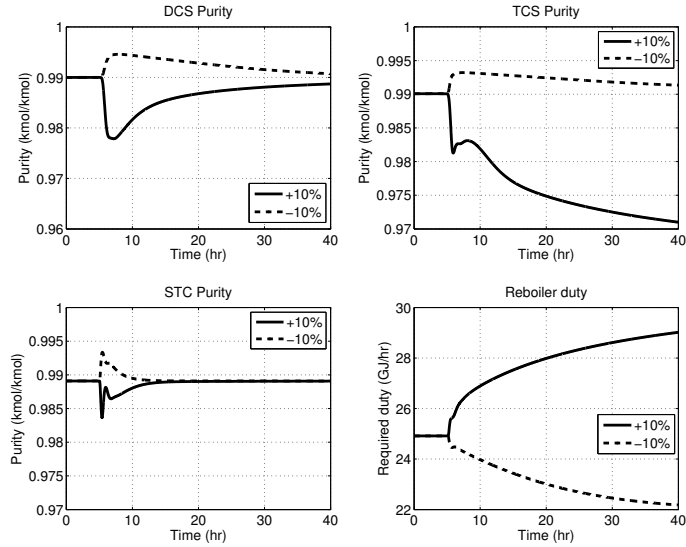 DCS Purity
Purity (kmol/kmol)
1
0.99
0.98
0.97
0.96
0 10 20 30 40
Time (hr)
+10%
−10%
TCS Purity
Purity (kmol/kmol)
1
0.995
0.99
0.985
0.98
0.975
0.97
0 10 20 30 40
Time (hr)
+10%
−10%
STC Purity
Purity (kmol/kmol)
1
0.995
0.99
0.985
0.98
0.975
0.97
0 10 20 30 40
Time (hr)
+10%
−10%
Reboiler duty
Required duty (GJ/hr)
30
28
26
24
22
0 10 20 30 40
Time (hr)
+10%
−10%